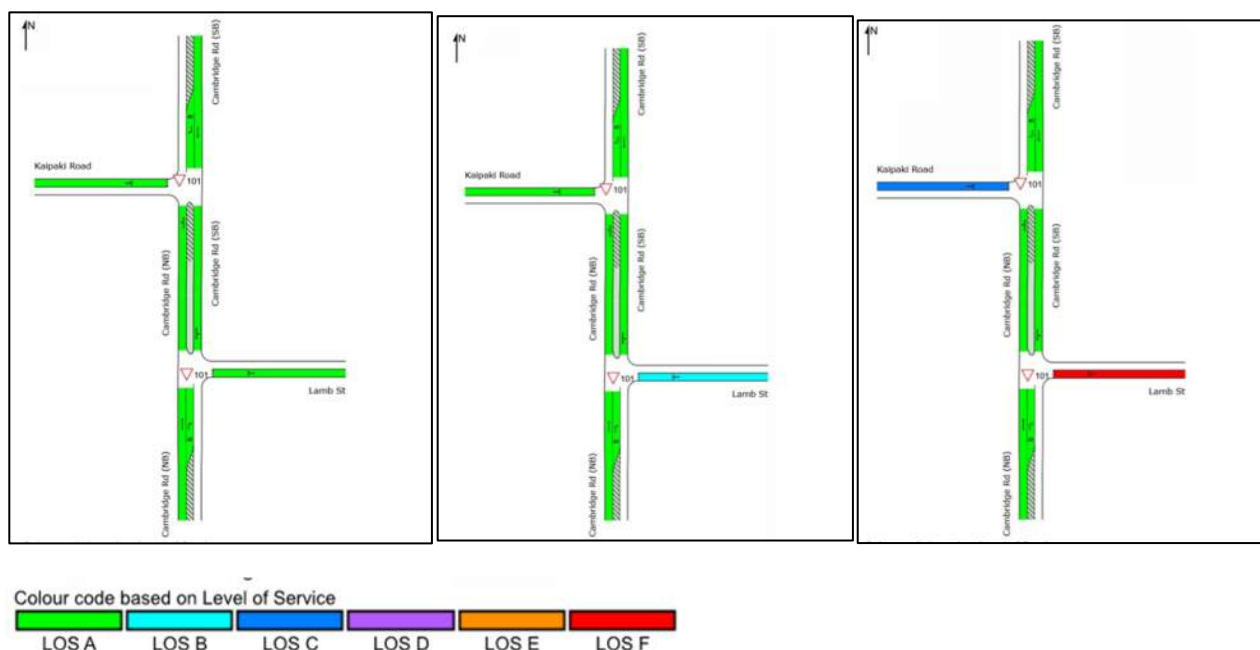 N
Cambridge Rd (SB)
Kaipaki Road
101
Cambridge Rd (NB)
Cambridge Rd (SB)
101
Lamb St
Cambridge Rd (NB)
N
Cambridge Rd (SB)
Kaipaki Road
101
Cambridge Rd (NB)
Cambridge Rd (SB)
101
Lamb St
Cambridge Rd (NB)
N
Cambridge Rd (SB)
Kaipaki Road
101
Cambridge Rd (NB)
Cambridge Rd (SB)
101
Lamb St
Cambridge Rd (NB)
Colour code based on Level of Service
LOS A LOS B LOS C LOS D LOS E LOS F